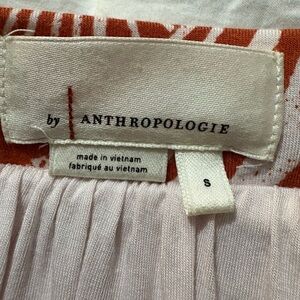 by ANTHROPOLOGIE
made in vietnam
fabriqué au vietnam
S